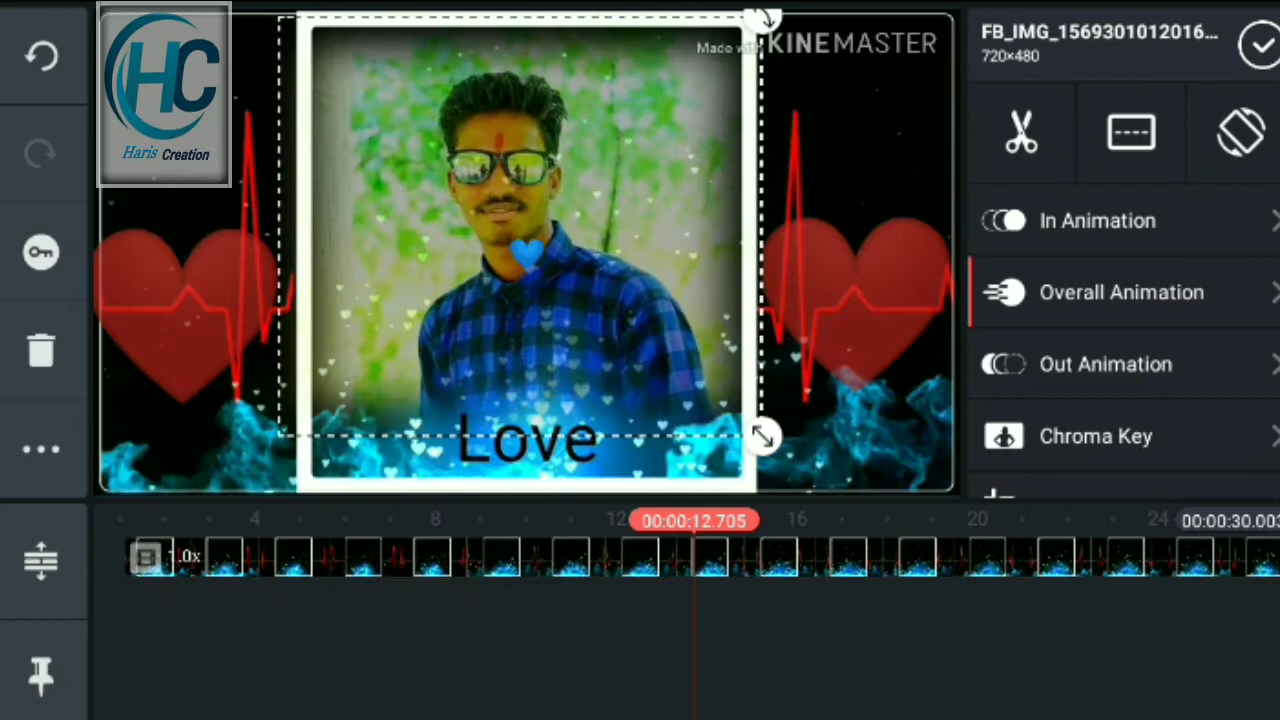 HC
Haris Creation
Made with KINEMASTER
Love
FB_IMG_1569301012016...
720×480
In Animation
Overall Animation
Out Animation
Chroma Key
4
8
12
00:00:12.705
16
20
24
00:00:30.003
1.0x